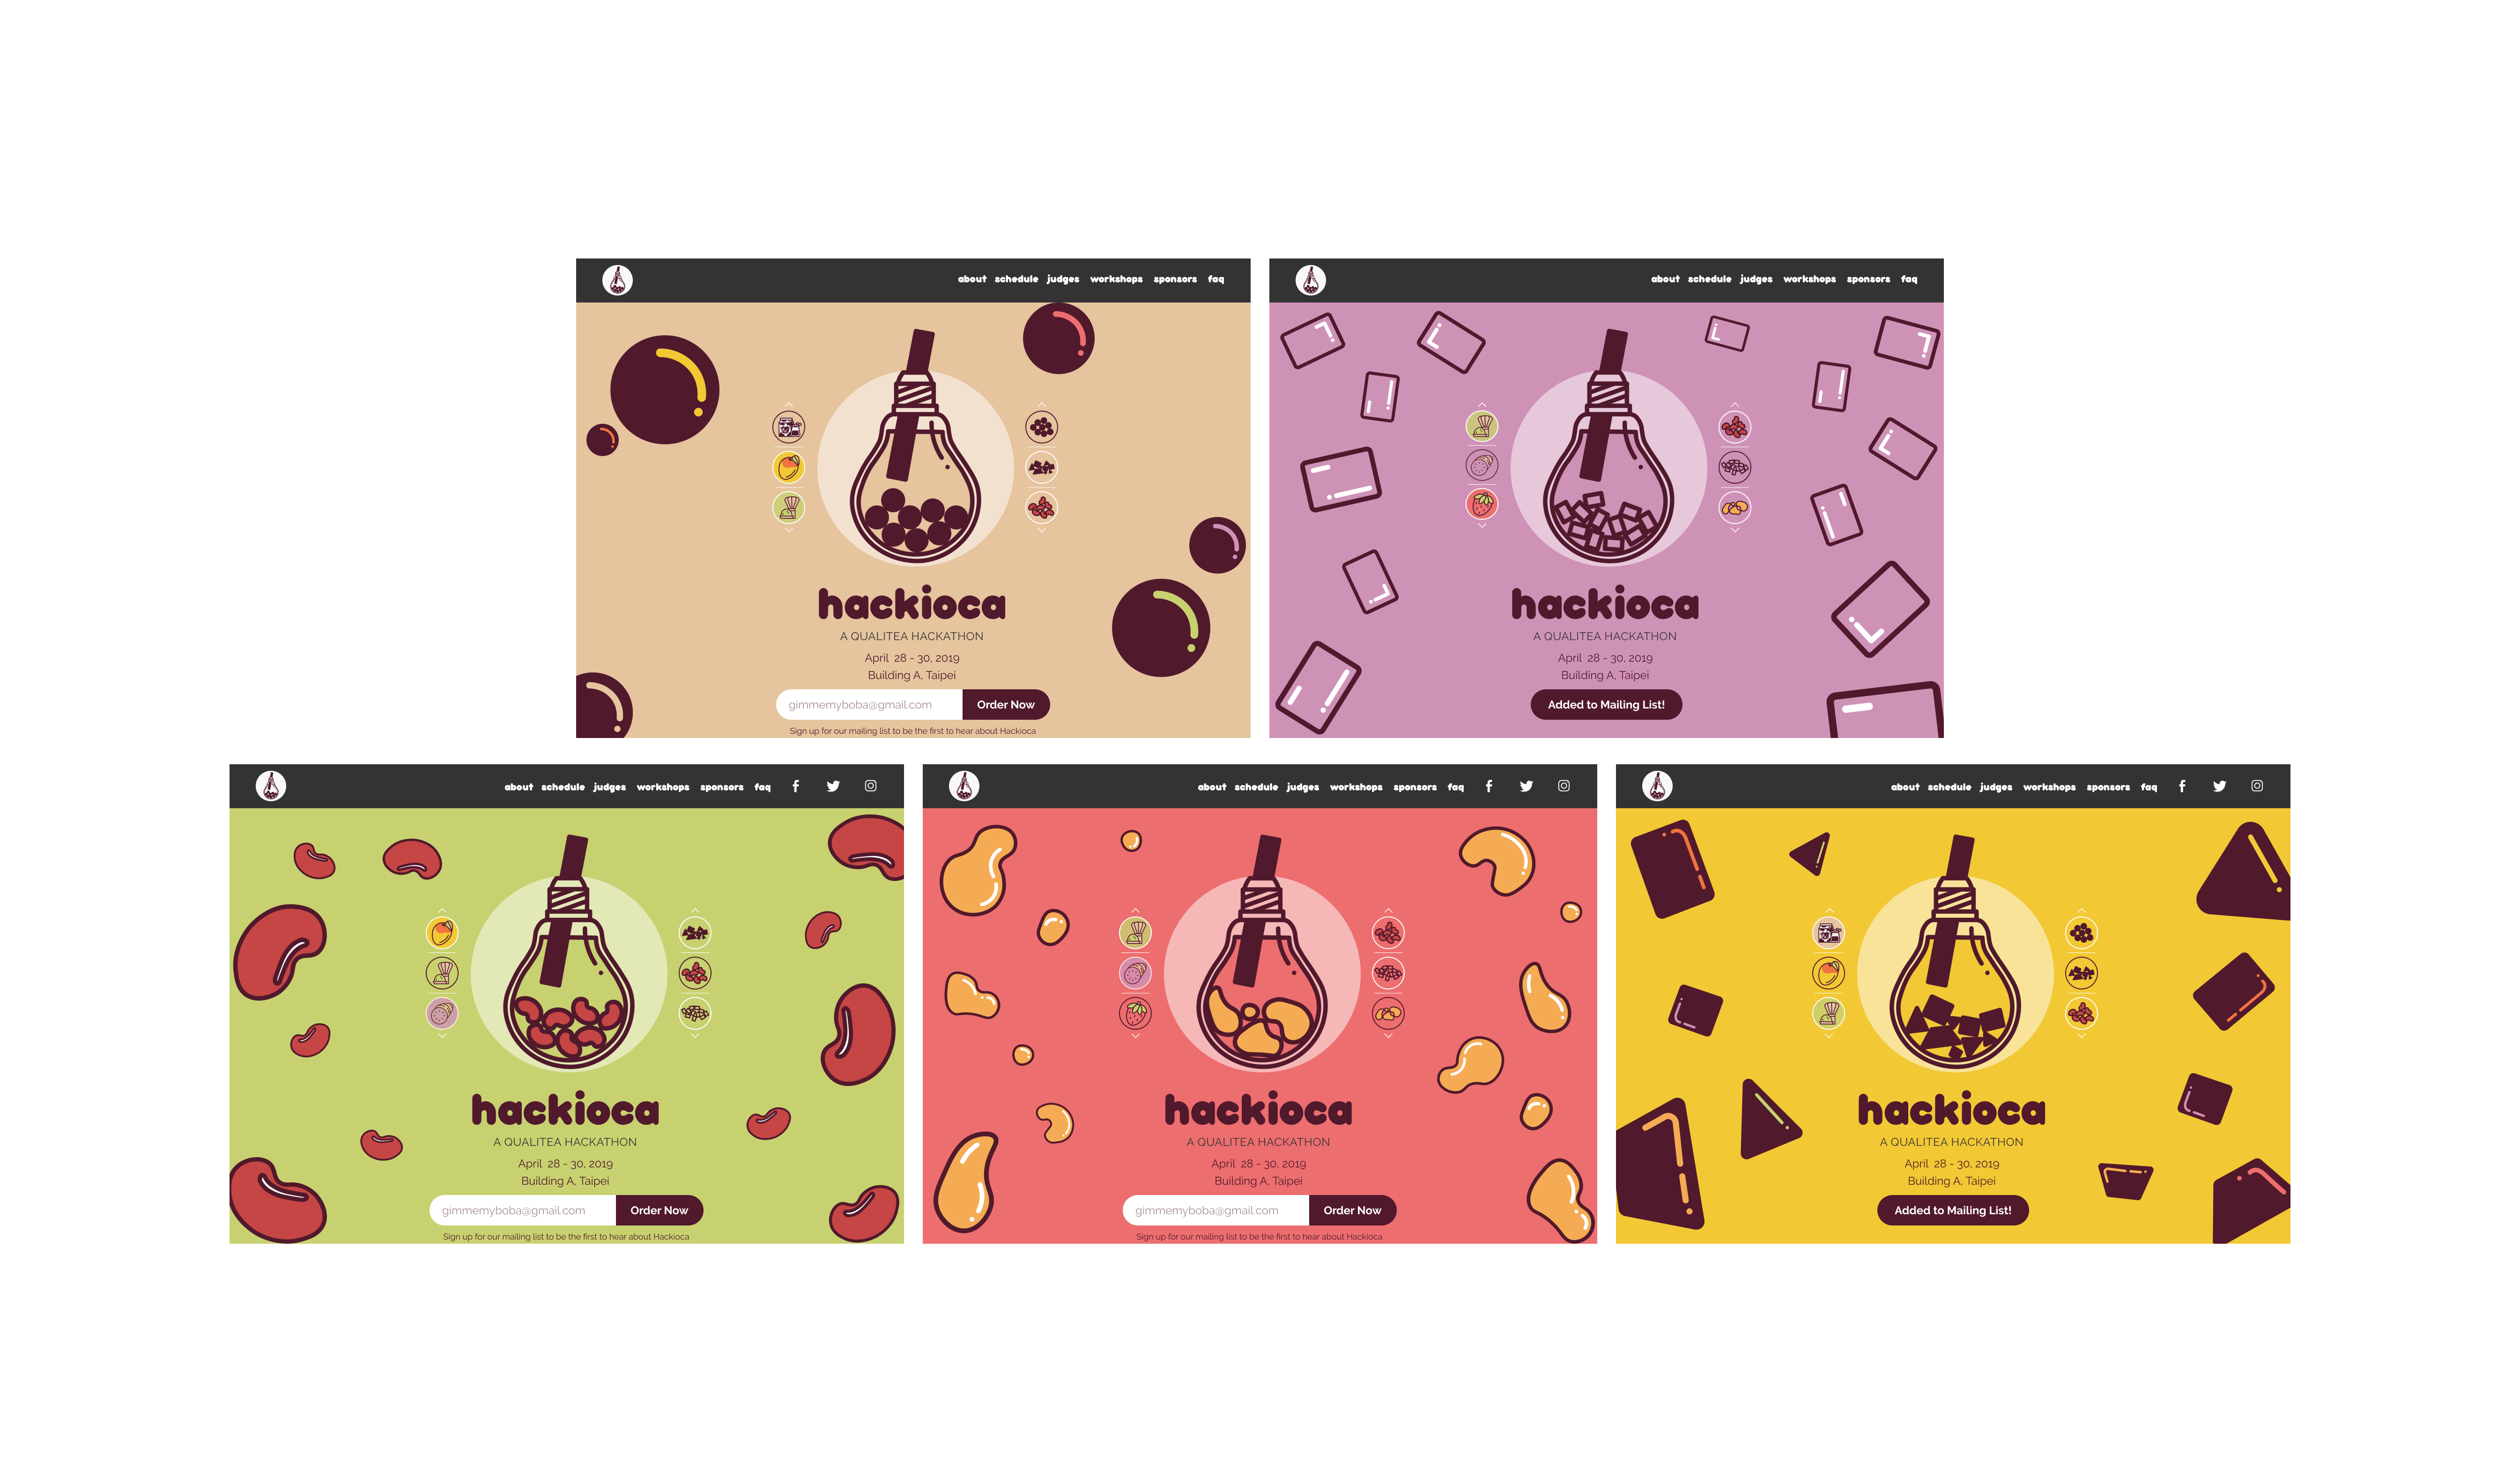 about schedule judges workshops sponsors faq
hackioca
A QUALITEA HACKATHON
April 28 - 30, 2019
Building A, Taipei
gimmemyboba@gmail.com Order Now
Sign up for our mailing list to be the first to hear about Hackioca
about schedule judges workshops sponsors faq
hackioca
A QUALITEA HACKATHON
April 28 - 30, 2019
Building A, Taipei
Added to Mailing List!
about schedule judges workshops sponsors faq
hackioca
A QUALITEA HACKATHON
April 28 - 30, 2019
Building A, Taipei
gimmemyboba@gmail.com Order Now
Sign up for our mailing list to be the first to hear about Hackioca
about schedule judges workshops sponsors faq
hackioca
A QUALITEA HACKATHON
April 28 - 30, 2019
Building A, Taipei
gimmemyboba@gmail.com Order Now
Sign up for our mailing list to be the first to hear about Hackioca
about schedule judges workshops sponsors faq
hackioca
A QUALITEA HACKATHON
April 28 - 30, 2019
Building A, Taipei
Added to Mailing List!